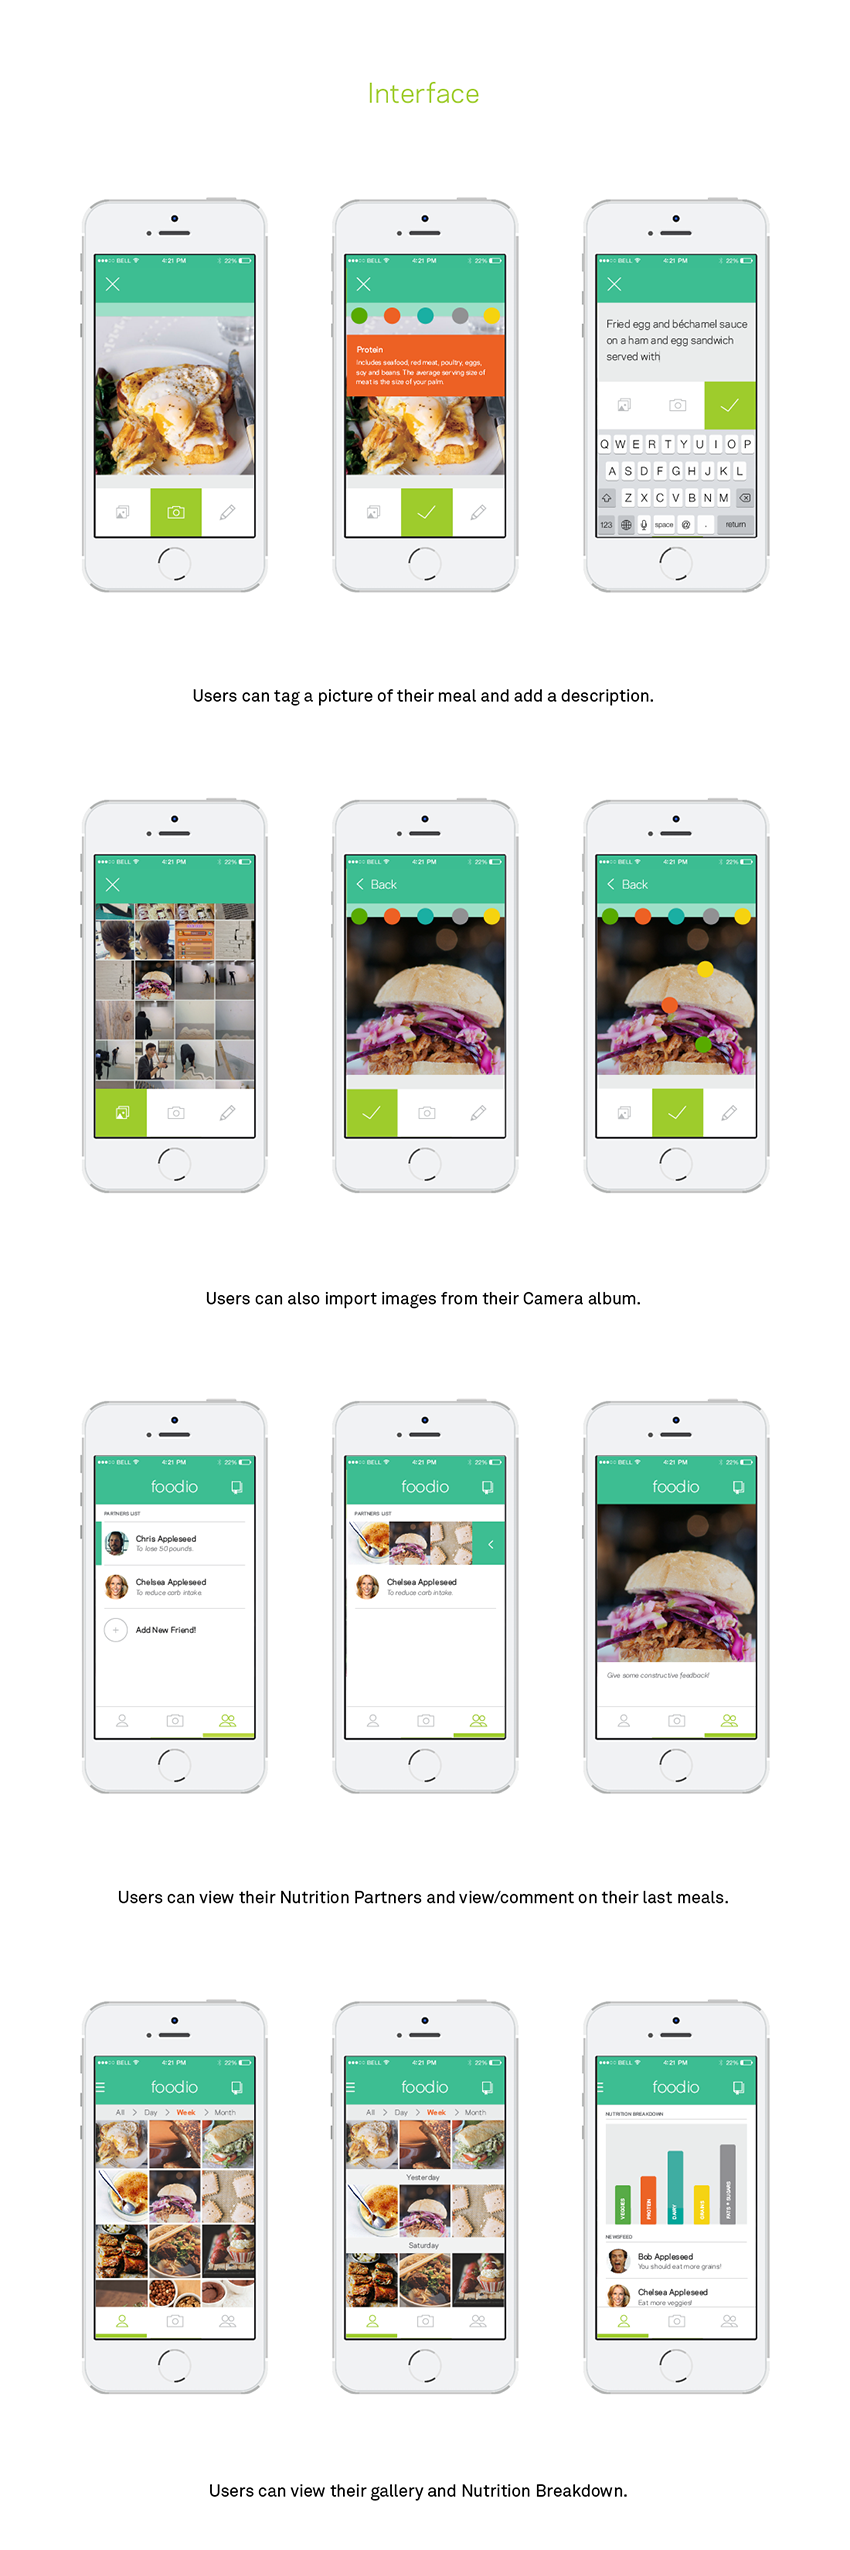 Interface
BELL 4:21 PM 22%
BELL 4:21 PM 22%
Protein
Includes seafood, red meat, poultry, eggs,
soy and beans. The average serving size of
meat is the size of your palm.
BELL 4:21 PM 22%
Fried egg and béchamel sauce
on a ham and egg sandwich
served with
Q W E R T Y U I O P
A S D F G H J K L
Z X C V B N M
123 space @ . return
Users can tag a picture of their meal and add a description.
BELL 4:21 PM 22%
BELL 4:21 PM 22%
Back
BELL 4:21 PM 22%
Back
Users can also import images from their Camera album.
BELL 4:21 PM 22%
foodio
PARTNERS LIST
Chris Appleseed
To lose 50 pounds.
Chelsea Appleseed
To reduce carb intake.
Add New Friend!
BELL 4:21 PM 22%
foodio
PARTNERS LIST
Chelsea Appleseed
To reduce carb intake.
BELL 4:21 PM 22%
foodio
Give some constructive feedback!
Users can view their Nutrition Partners and view/comment on their last meals.
BELL 4:21 PM 22%
foodio
All > Day > Week > Month
BELL 4:21 PM 22%
foodio
All > Day > Week > Month
Yesterday
Saturday
BELL 4:21 PM 22%
foodio
NUTRITION BREAKDOWN
VEGGIES
PROTEIN
DAIRY
GRAINS
FATS + SUGARS
NEWSFEED
Bob Appleseed
You should eat more grains!
Chelsea Appleseed
Eat more veggies!
Users can view their gallery and Nutrition Breakdown.